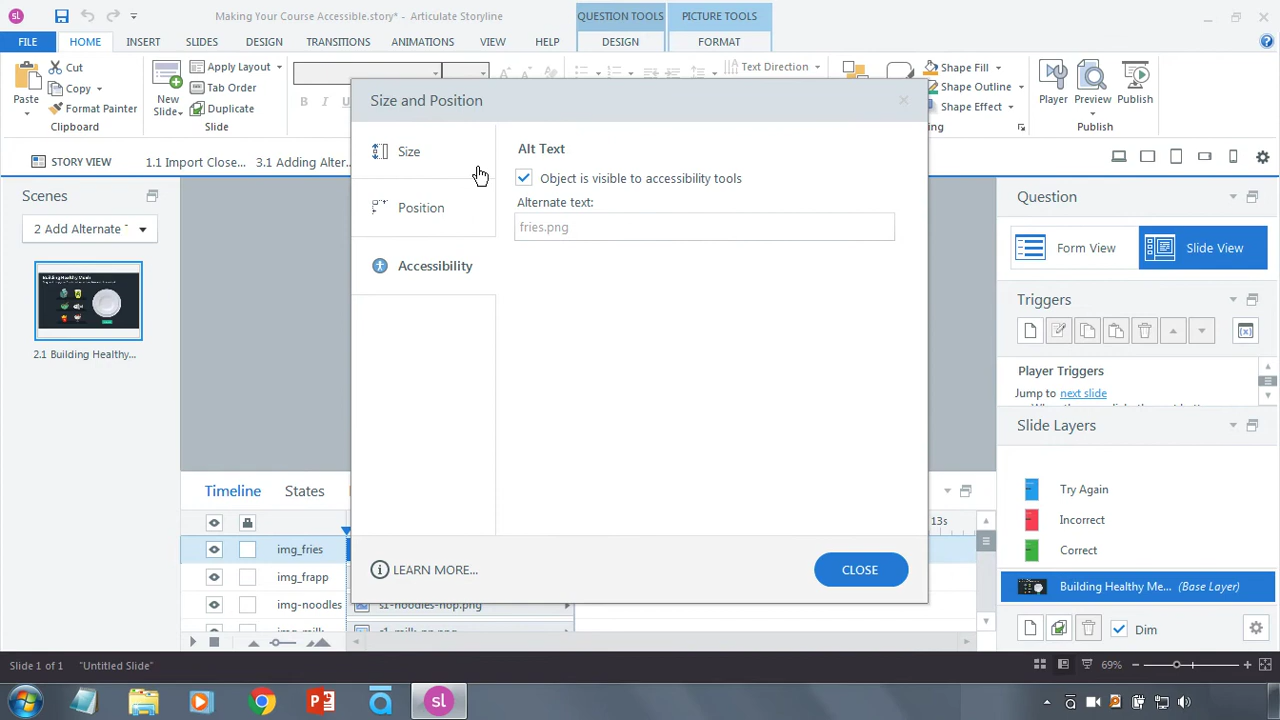 Making Your Course Accessible.story* - Articulate Storyline
QUESTION TOOLS
PICTURE TOOLS
FILE
HOME
INSERT
SLIDES
DESIGN
TRANSITIONS
ANIMATIONS
VIEW
HELP
DESIGN
FORMAT
Paste
Cut
Copy
Format Painter
Clipboard
New Slide
Apply Layout
Tab Order
Duplicate
Slide
B I
Text Direction
Shape Fill
Shape Outline
Shape Effect
Player
Preview
Publish
Publish
STORY VIEW
1.1 Import Close...
3.1 Adding Alter...
Scenes
2 Add Alternate
Building Healthy Meals
2.1 Building Healthy...
Size and Position
Size
Position
Accessibility
Alt Text
Object is visible to accessibility tools
Alternate text:
fries.png
LEARN MORE...
CLOSE
Question
Form View
Slide View
Triggers
Player Triggers
Jump to next slide
Slide Layers
Try Again
Incorrect
Correct
Building Healthy Me... (Base Layer)
Dim
Timeline
States
13s
img_fries
img_frapp
img-noodles
Slide 1 of 1
"Untitled Slide"
69%
sl